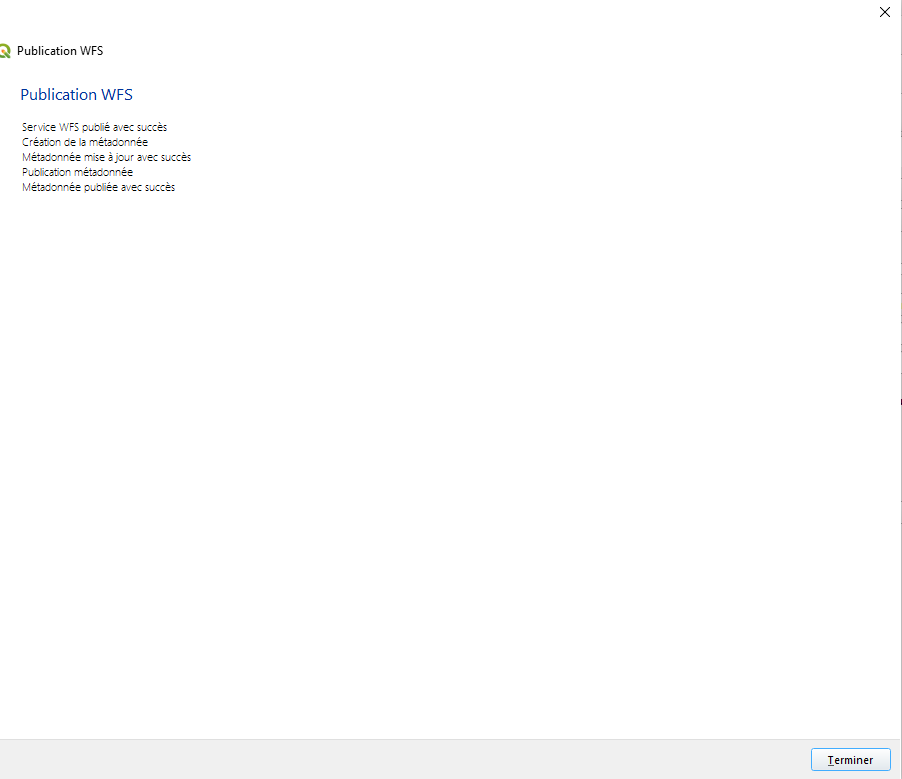 Publication WFS
Publication WFS
Service WFS publié avec succès
Création de la métadonnée
Métadonnée mise à jour avec succès
Publication métadonnée
Métadonnée publiée avec succès
Terminer